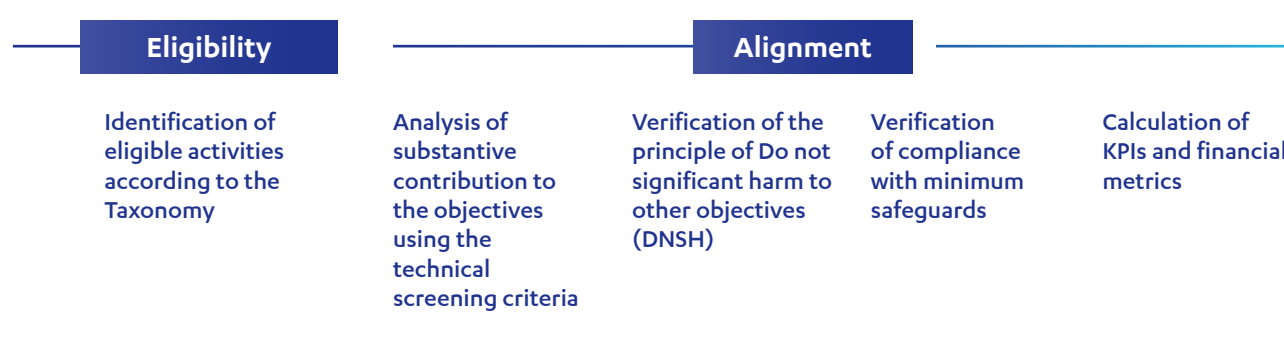 Eligibility
Alignment
Identification of
eligible activities
according to the
Taxonomy
Analysis of
substantive
contribution to
the objectives
using the
technical
screening criteria
Verification of the
principle of Do not
significant harm to
other objectives
(DNSH)
Verification
of compliance
with minimum
safeguards
Calculation of
KPIs and financial
metrics